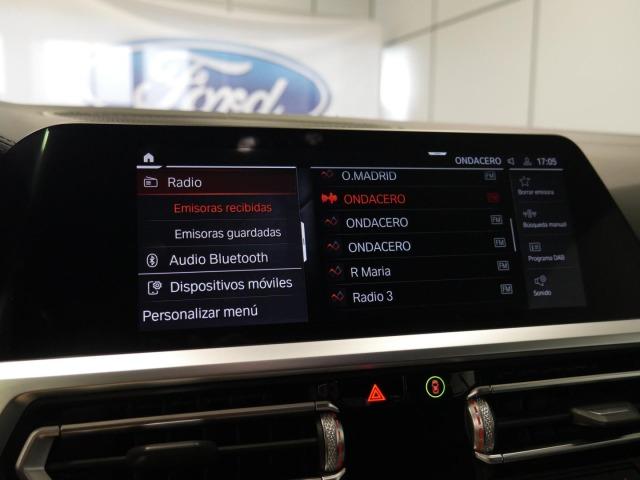 Ford
ONDACERO 17:05
Radio
Emisoras recibidas
Emisoras guardadas
Audio Bluetooth
Dispositivos móviles
Personalizar menú
O.MADRID FM
ONDACERO FM
ONDACERO FM
ONDACERO FM
R Maria FM
Radio 3 FM
Borrar emisora
Búsqueda manual
Programa DAB
Sonido